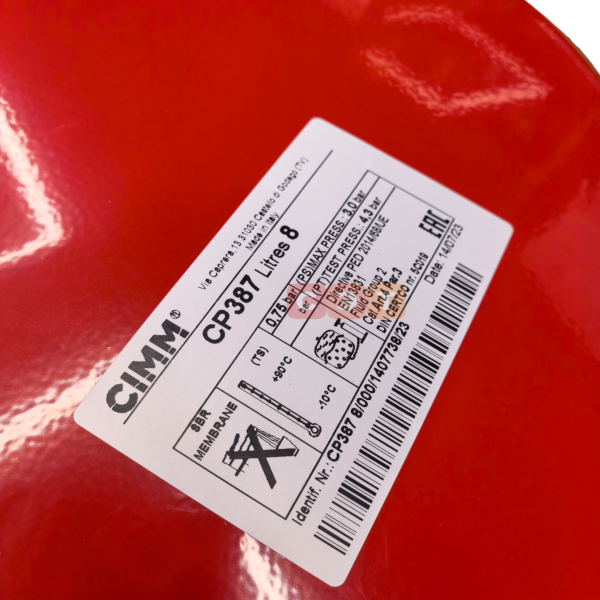 CIMM®
Via Caprera,13 31030 Castello di Godego (TV)
Made in Italy
CP387 Litres 8
0.75 bar
bar
(PS)MAX.PRESS.: 3,0 bar
(PT)TEST PRESS.: 4,3 bar
Directive PED 2014/68/UE
EN13831
Fluid Group 2
Cat.Art.4 Par.3
DIN CERTCO nr. 5C019
EAC
Date: 14/07/23
SBR
MEMBRANE
(TS)
+90°C
-10°C
Identif. Nr.: CP387 8/000/1407738/23